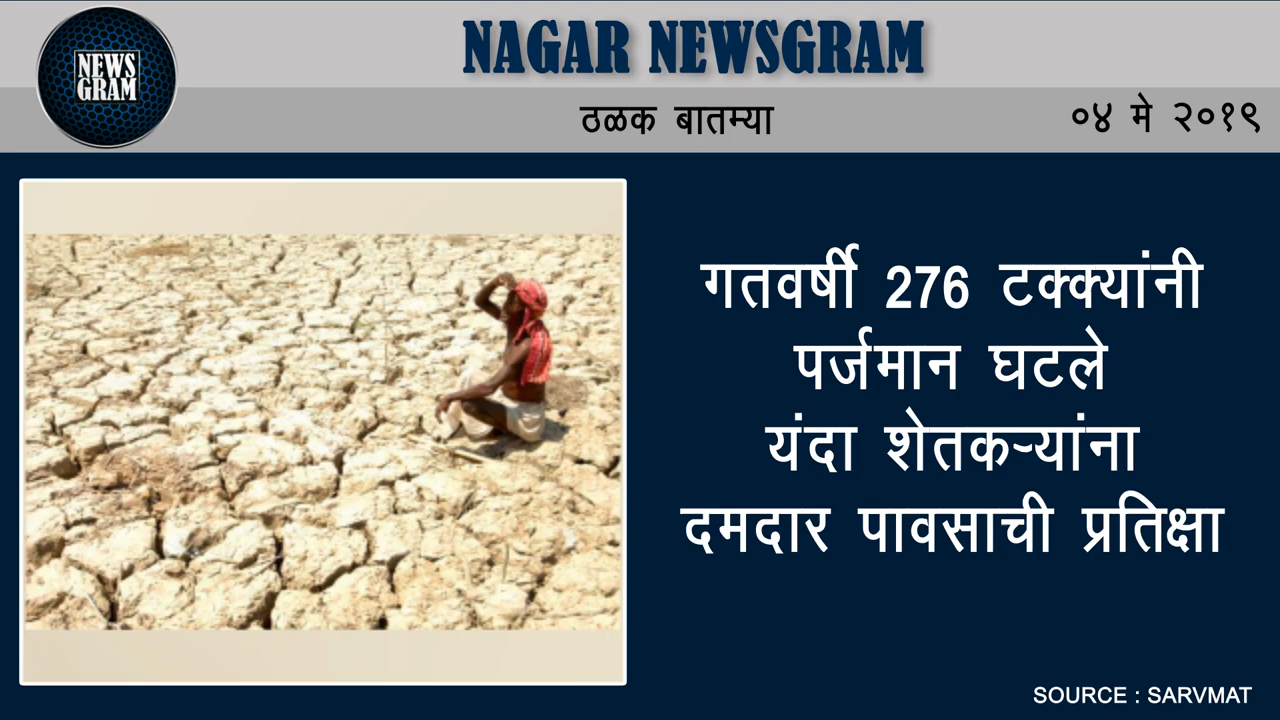 NEWS
GRAM
NAGAR NEWSGRAM
ठळक बातम्या
०४ मे २०१९
गतवर्षी 276 टक्क्यांनी
पर्जमान घटले
यंदा शेतकऱ्यांना
दमदार पावसाची प्रतिक्षा
SOURCE : SARVMAT